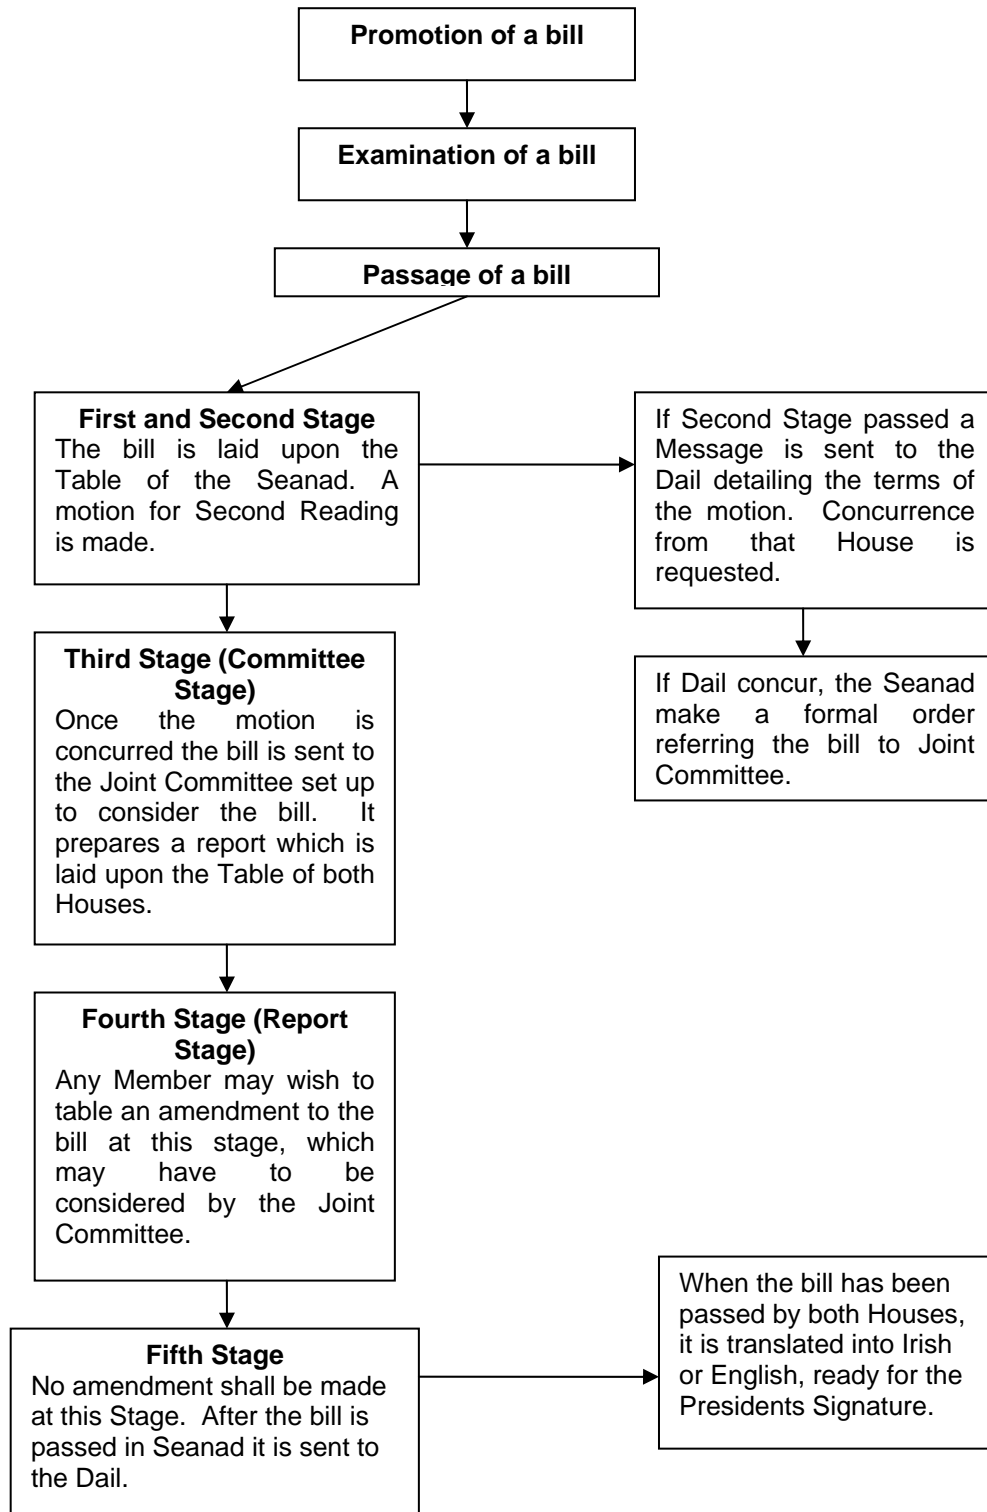 Promotion of a bill
Examination of a bill
Passage of a bill
First and Second Stage
The bill is laid upon the
Table of the Seanad. A
motion for Second Reading
is made.
If Second Stage passed a
Message is sent to the
Dail detailing the terms of
the motion. Concurrence
from that House is
requested.
Third Stage (Committee
Stage)
Once the motion is
concurred the bill is sent to
the Joint Committee set up
to consider the bill. It
prepares a report which is
laid upon the Table of both
Houses.
If Dail concur, the Seanad
make a formal order
referring the bill to Joint
Committee.
Fourth Stage (Report
Stage)
Any Member may wish to
table an amendment to the
bill at this stage, which
may have to be
considered by the Joint
Committee.
Fifth Stage
No amendment shall be made
at this Stage. After the bill is
passed in Seanad it is sent to
the Dail.
When the bill has been
passed by both Houses,
it is translated into Irish
or English, ready for the
Presidents Signature.